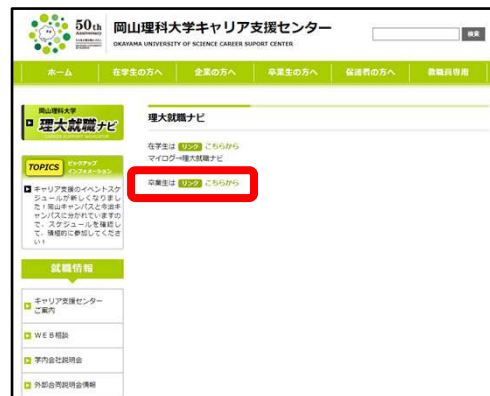 50th
Anniversary
岡山理科大学キャリア支援センター
OKAYAMA UNIVERSITY OF SCIENCE CAREER SUPORT CENTER
検索
ホーム
在学生の方へ
企業の方へ
卒業生の方へ
保護者の方へ
教職員専用
岡山理科大学
理大就職ナビ
理大就職ナビ
在学生は リンク こちらから
マイログ→理大就職ナビ
卒業生は リンク こちらから
TOPICS
ピックアップ
インフォメーション
キャリア支援のイベントスケ
ジュールが新しくなりまし
た！岡山キャンパスと今治キ
ャンパスに分かれていますの
で、スケジュールを確認し
て、積極的に参加してくださ
い！
就職情報
キャリア支援センター
ご案内
WEB相談
学内会社説明会
外部合同説明会情報